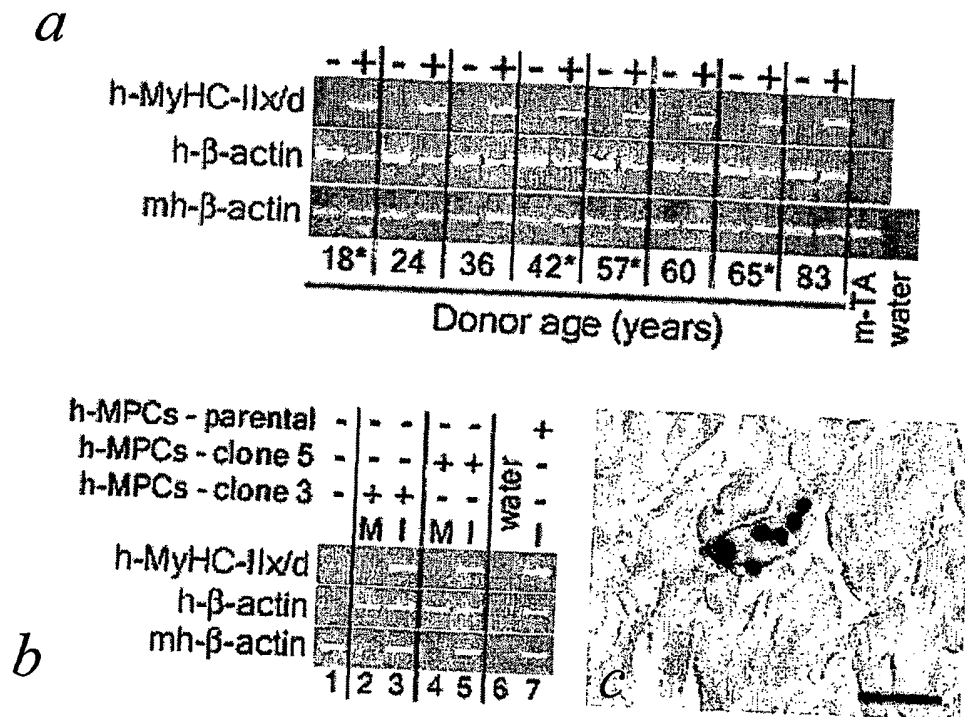 a
- + - + - + - + - + - + - + - +
h-MyHC-IIx/d
h-β-actin
mh-β-actin
18* 24 36 42* 57* 60 65* 83 m-TA water
Donor age (years)
h-MPCs - parental - - - - - +
h-MPCs - clone 5 - - - + + water -
h-MPCs - clone 3 - + + - - -
M I M I I
h-MyHC-IIx/d
h-β-actin
mh-β-actin
1 2 3 4 5 6 7
b
c